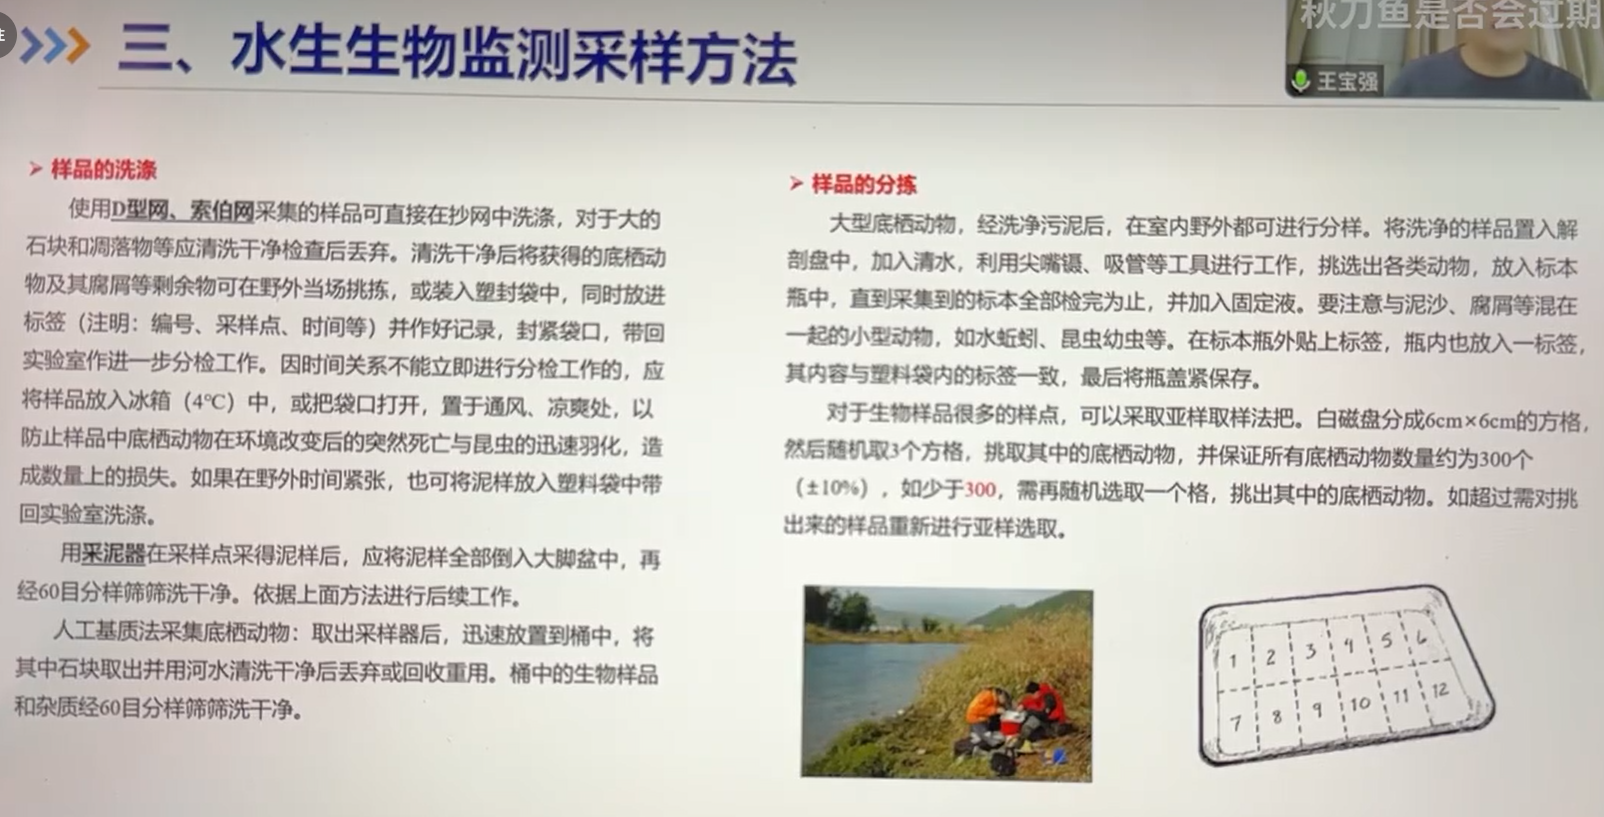 三、水生生物监测采样方法
秋刀鱼是否会过期
王宝强
➢ 样品的洗涤
使用D型网、索伯网采集的样品可直接在抄网中洗涤，对于大的
石块和凋落物等应清洗干净检查后丢弃。清洗干净后将获得的底栖动
物及其腐屑等剩余物可在野外当场挑拣，或装入塑封袋中，同时放进
标签（注明：编号、采样点、时间等）并作好记录，封紧袋口，带回
实验室作进一步分检工作。因时间关系不能立即进行分检工作的，应
将样品放入冰箱（4℃）中，或把袋口打开，置于通风、凉爽处，以
防止样品中底栖动物在环境改变后的突然死亡与昆虫的迅速羽化，造
成数量上的损失。如果在野外时间紧张，也可将泥样放入塑料袋中带
回实验室洗涤。
用采泥器在采样点采得泥样后，应将泥样全部倒入大脚盆中，再
经60目分样筛筛洗干净。依据上面方法进行后续工作。
人工基质法采集底栖动物：取出采样器后，迅速放置到桶中，将
其中石块取出并用河水清洗干净后丢弃或回收重用。桶中的生物样品
和杂质经60目分样筛筛洗干净。
➢ 样品的分拣
大型底栖动物，经洗净污泥后，在室内野外都可进行分样。将洗净的样品置入解
剖盘中，加入清水，利用尖嘴镊、吸管等工具进行工作，挑选出各类动物，放入标本
瓶中，直到采集到的标本全部检完为止，并加入固定液。要注意与泥沙、腐屑等混在
一起的小型动物，如水蚯蚓、昆虫幼虫等。在标本瓶外贴上标签，瓶内也放入一标签，
其内容与塑料袋内的标签一致，最后将瓶盖紧保存。
对于生物样品很多的样点，可以采取亚样取样法把。白磁盘分成6cm×6cm的方格，
然后随机取3个方格，挑取其中的底栖动物，并保证所有底栖动物数量约为300个
（±10%），如少于300，需再随机选取一个格，挑出其中的底栖动物。如超过需对挑
出来的样品重新进行亚样选取。
1 2 3 4 5 6
7 8 9 10 11 12